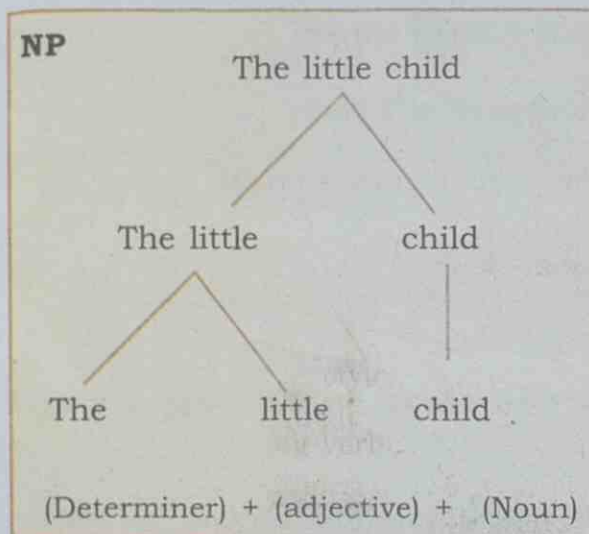 NP
The little child
The little child
The little child
(Determiner) + (adjective) + (Noun)